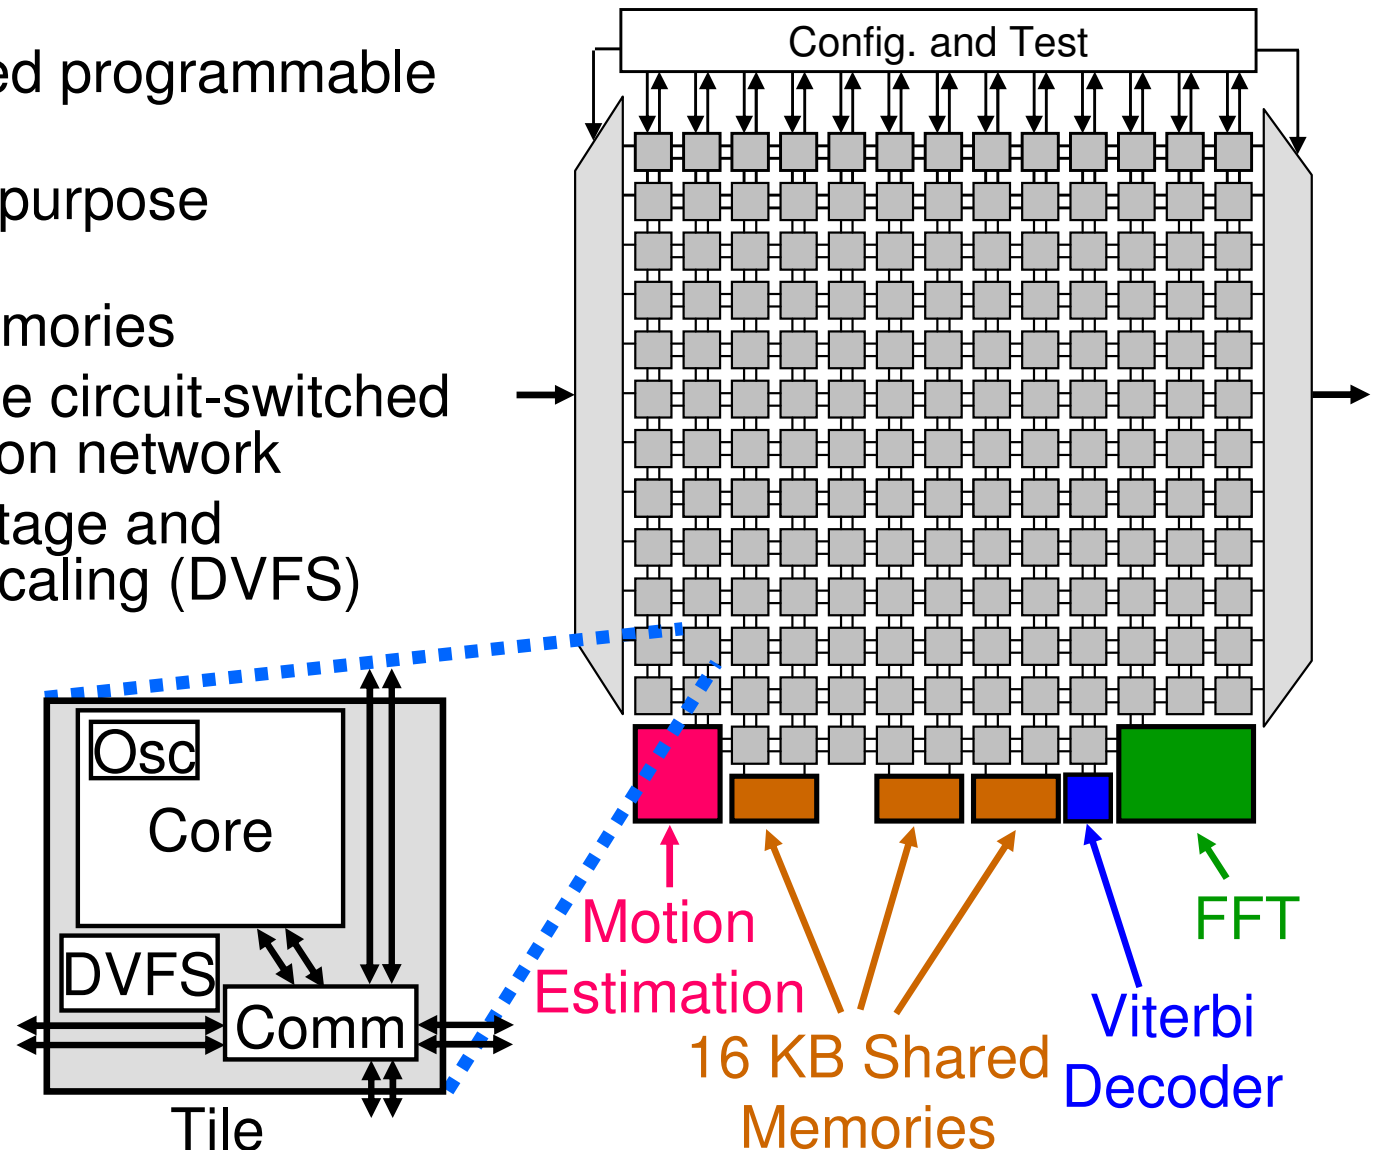 ed programmable
purpose
mories
e circuit-switched
on network
tage and
caling (DVFS)
Config. and Test
Osc
Core
DVFS
Comm
Tile
Motion
Estimation
16 KB Shared
Memories
Viterbi
Decoder
FFT